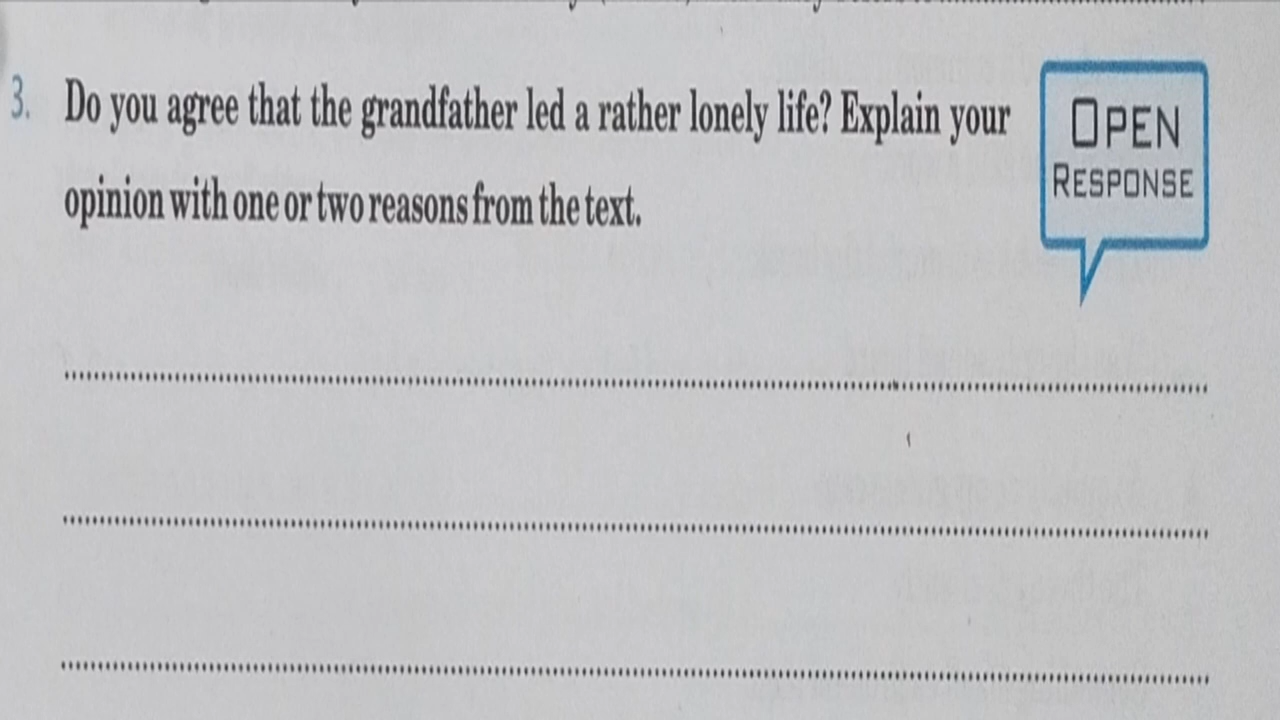 3. Do you agree that the grandfather led a rather lonely life? Explain your
opinion with one or two reasons from the text.
OPEN
RESPONSE